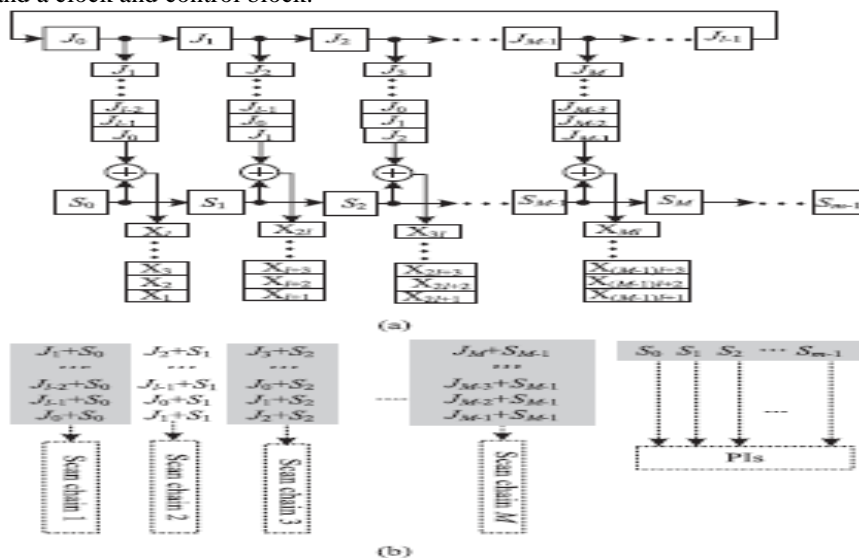 and a clock and control block.
J0 J1 J2 JM-1 Jl-1
J1 J2 J3 JM
Jl-2 Jl-1 J0 JM-3
Jl-1 J0 J1 JM-2
J0 J1 J2 JM-1
+ + + +
S0 S1 S2 SM-1 SM Sm-1
Xl X2l X3l XMl
X3 Xl+3 X2l+3 X(M-1)l+3
X2 Xl+2 X2l+2 X(M-1)l+2
X1 Xl+1 X2l+1 X(M-1)l+1
(a)
J1+S0 J2+S1 J3+S2 JM+SM-1 S0 S1 S2 ··· Sm-1
··· ··· ··· ···
Jl-2+S0 Jl-1+S1 J0+S2 JM-3+SM-1
Jl-1+S0 J0+S1 J1+S2 JM-2+SM-1
J0+S0 J1+S1 J2+S2 JM-1+SM-1
Scan chain 1 Scan chain 2 Scan chain 3 Scan chain M PIs
(b)